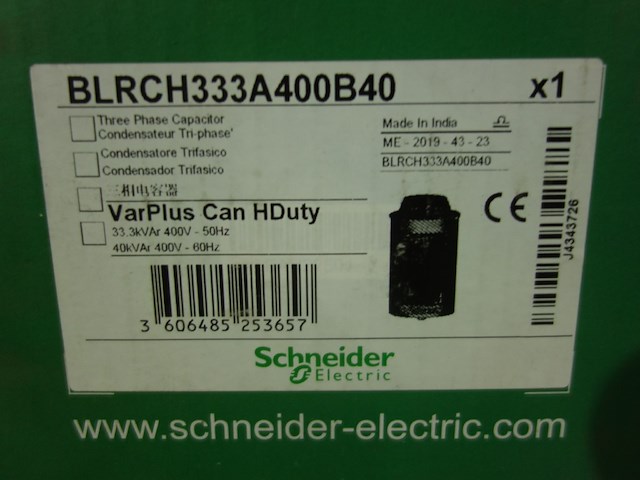 BLRCH333A400B40 x1
Three Phase Capacitor
Condensateur Tri-phase'
Condensatore Trifasico
Condensador Trifasico
三相电容器
VarPlus Can HDuty
33.3kVAr 400V - 50Hz
40kVAr 400V - 60Hz
Made In India
ME - 2019 - 43 - 23
BLRCH333A400B40
CE
J4343726
3 606485 253657
Schneider
Electric
www.schneider-electric.com